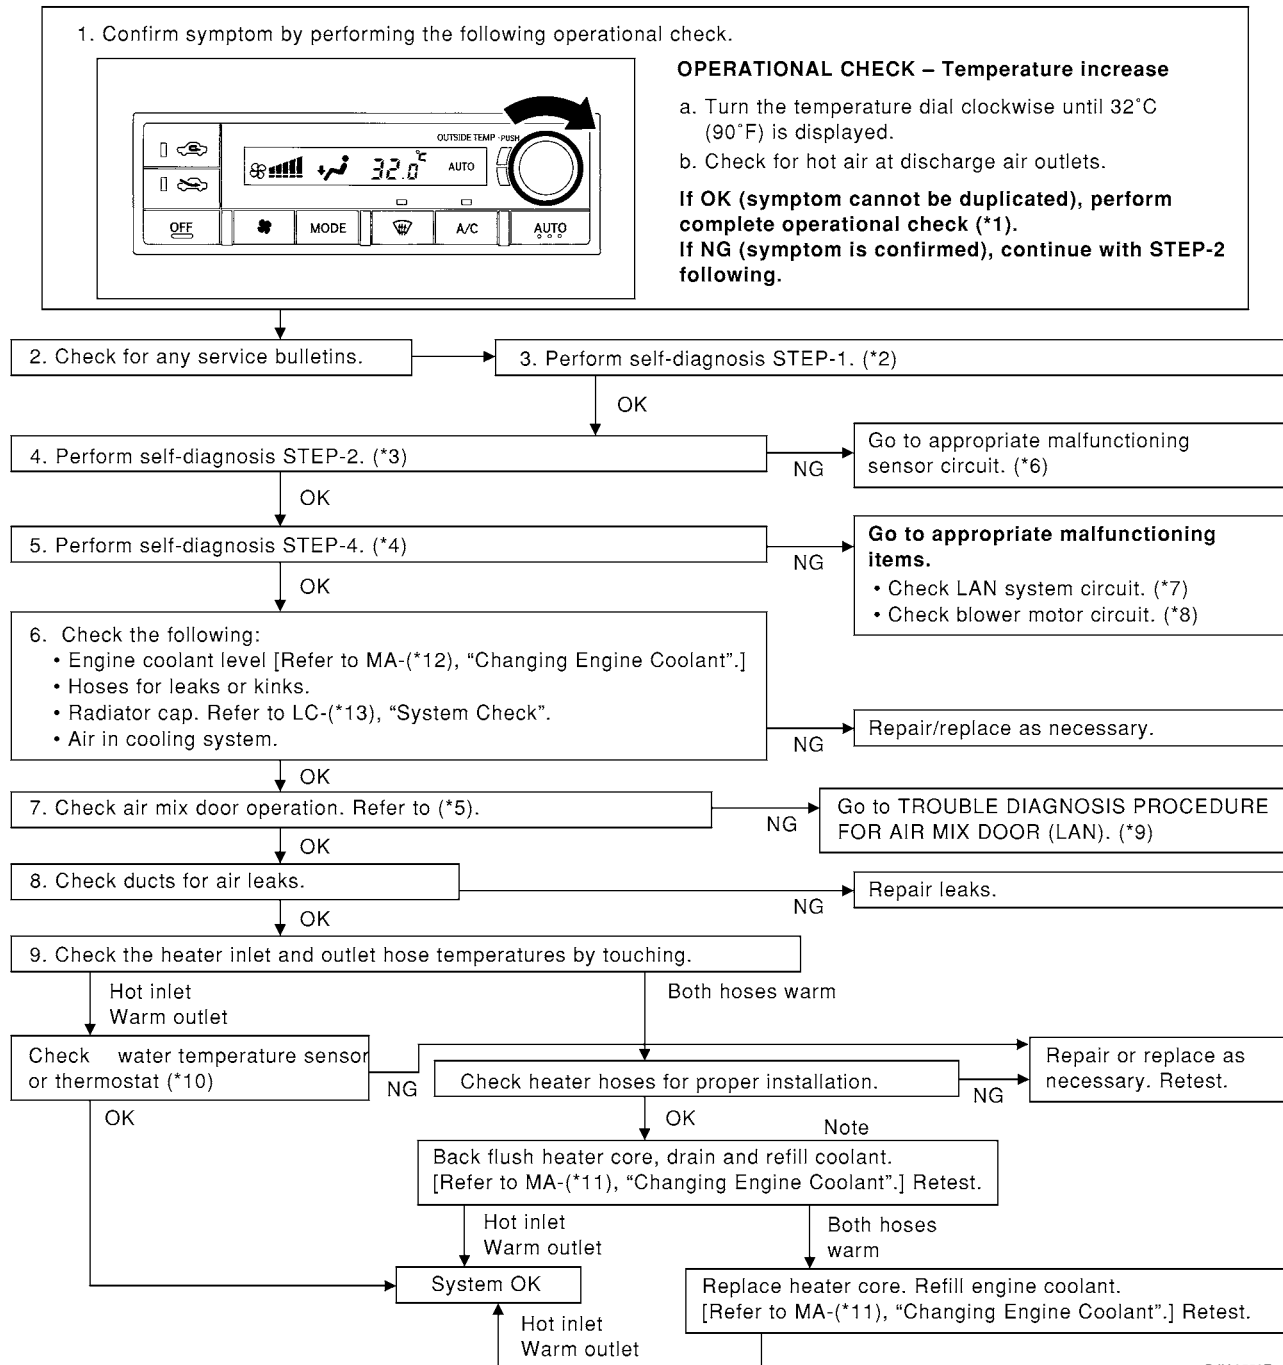 1. Confirm symptom by performing the following operational check.
OUTSIDE TEMP •PUSH
32.0°C
AUTO
OFF
MODE
A/C
AUTO
OPERATIONAL CHECK – Temperature increase
a. Turn the temperature dial clockwise until 32°C
(90°F) is displayed.
b. Check for hot air at discharge air outlets.
If OK (symptom cannot be duplicated), perform
complete operational check (*1).
If NG (symptom is confirmed), continue with STEP-2
following.
2. Check for any service bulletins.
3. Perform self-diagnosis STEP-1. (*2)
OK
4. Perform self-diagnosis STEP-2. (*3)
NG
Go to appropriate malfunctioning
sensor circuit. (*6)
OK
5. Perform self-diagnosis STEP-4. (*4)
NG
Go to appropriate malfunctioning
items.
• Check LAN system circuit. (*7)
• Check blower motor circuit. (*8)
OK
6. Check the following:
• Engine coolant level [Refer to MA-(*12), “Changing Engine Coolant”.]
• Hoses for leaks or kinks.
• Radiator cap. Refer to LC-(*13), “System Check”.
• Air in cooling system.
NG
Repair/replace as necessary.
OK
7. Check air mix door operation. Refer to (*5).
NG
Go to TROUBLE DIAGNOSIS PROCEDURE
FOR AIR MIX DOOR (LAN). (*9)
OK
8. Check ducts for air leaks.
NG
Repair leaks.
OK
9. Check the heater inlet and outlet hose temperatures by touching.
Hot inlet
Warm outlet
Both hoses warm
Check water temperature sensor
or thermostat (*10)
NG
Check heater hoses for proper installation.
NG
Repair or replace as
necessary. Retest.
OK
OK
Note
Back flush heater core, drain and refill coolant.
[Refer to MA-(*11), “Changing Engine Coolant”.] Retest.
Hot inlet
Warm outlet
Both hoses
warm
System OK
Replace heater core. Refill engine coolant.
[Refer to MA-(*11), “Changing Engine Coolant”.] Retest.
Hot inlet
Warm outlet